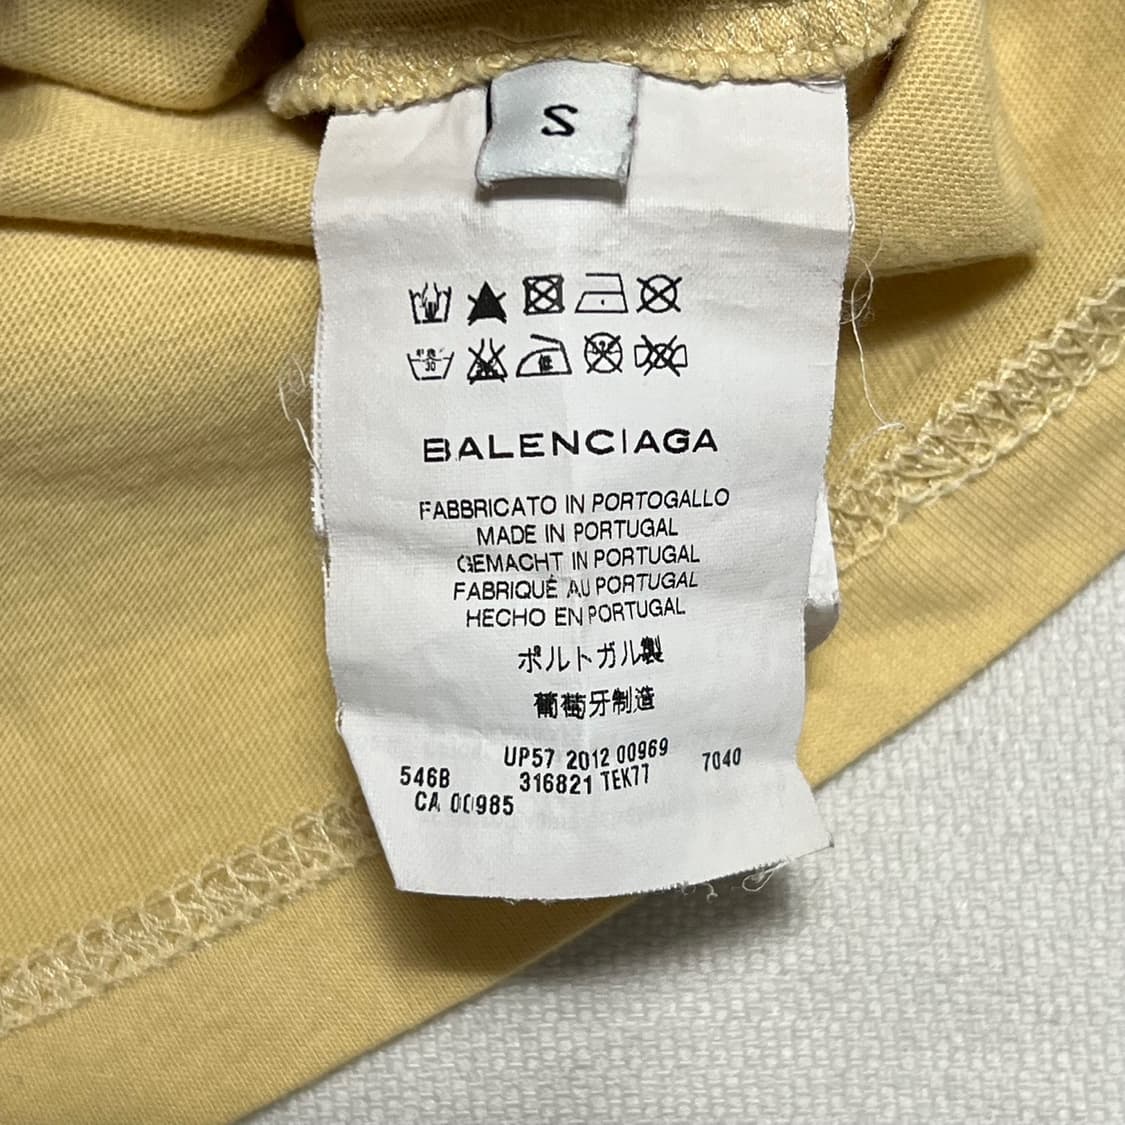 S
BALENCIAGA
FABBRICATO IN PORTOGALLO
MADE IN PORTUGAL
GEMACHT IN PORTUGAL
FABRIQUÉ AU PORTUGAL
HECHO EN PORTUGAL
ポルトガル製
葡萄牙制造
UP57 2012 00969 7040
546B 316821 TEK77
CA 00985